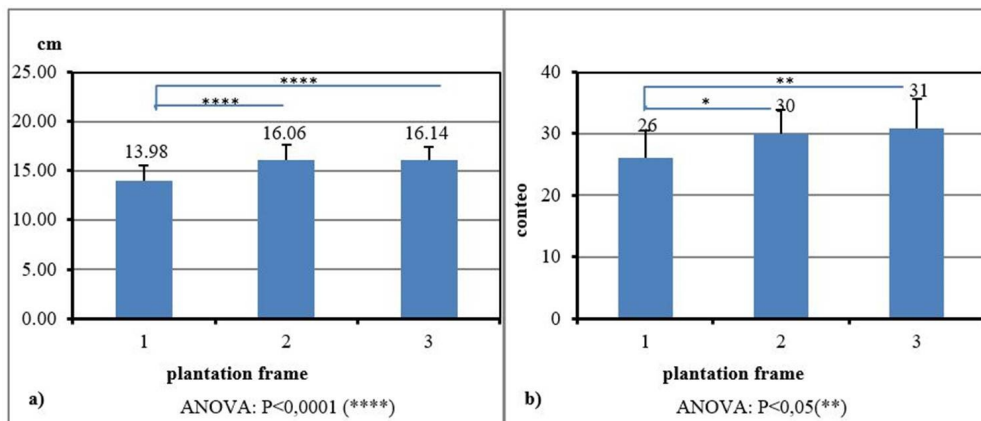 cm
25.00
20.00
15.00
10.00
5.00
0.00
****
****
13.98
16.06
16.14
1 2 3
plantation frame
a)
ANOVA: P<0,0001 (****)
conteo
40
30
20
10
0
**
*
26
30
31
1 2 3
plantation frame
b)
ANOVA: P<0,05(**)